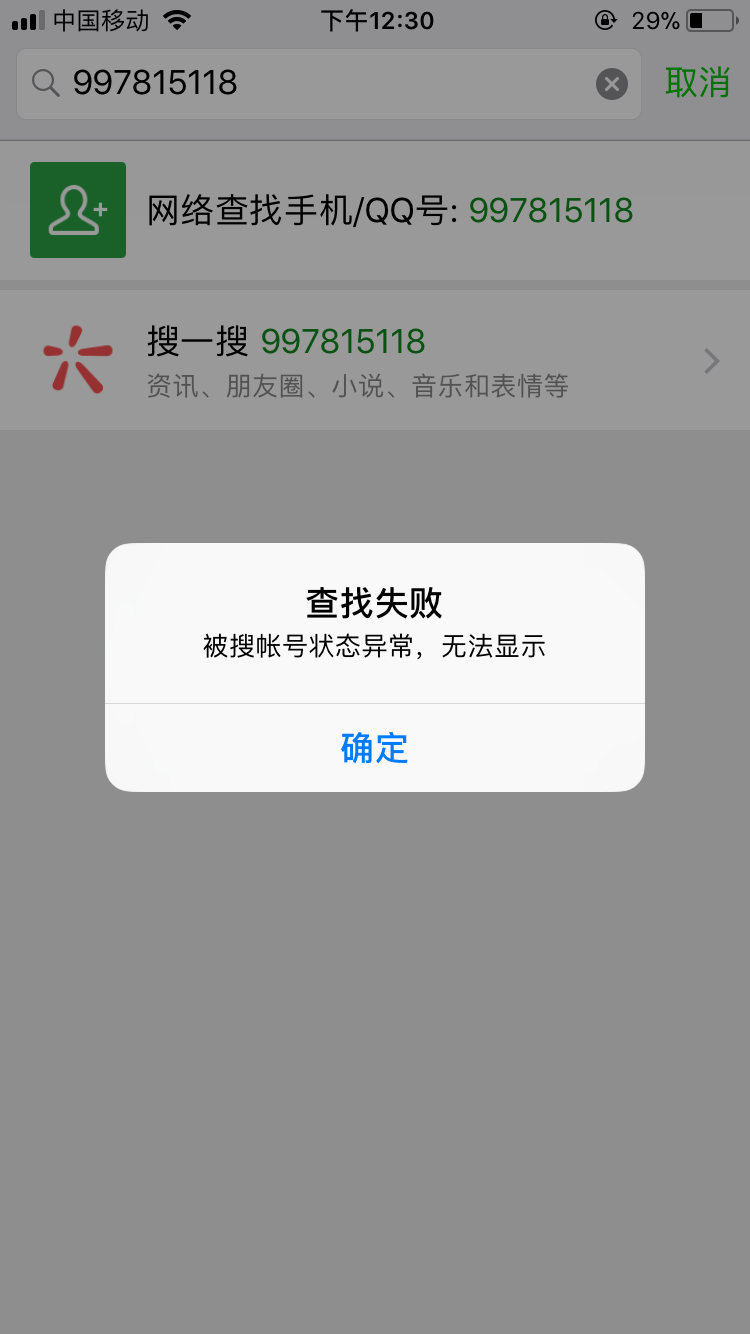 中国移动 下午12:30 29%
997815118 取消
网络查找手机/QQ号: 997815118
搜一搜 997815118
资讯、朋友圈、小说、音乐和表情等
查找失败
被搜帐号状态异常，无法显示
确定